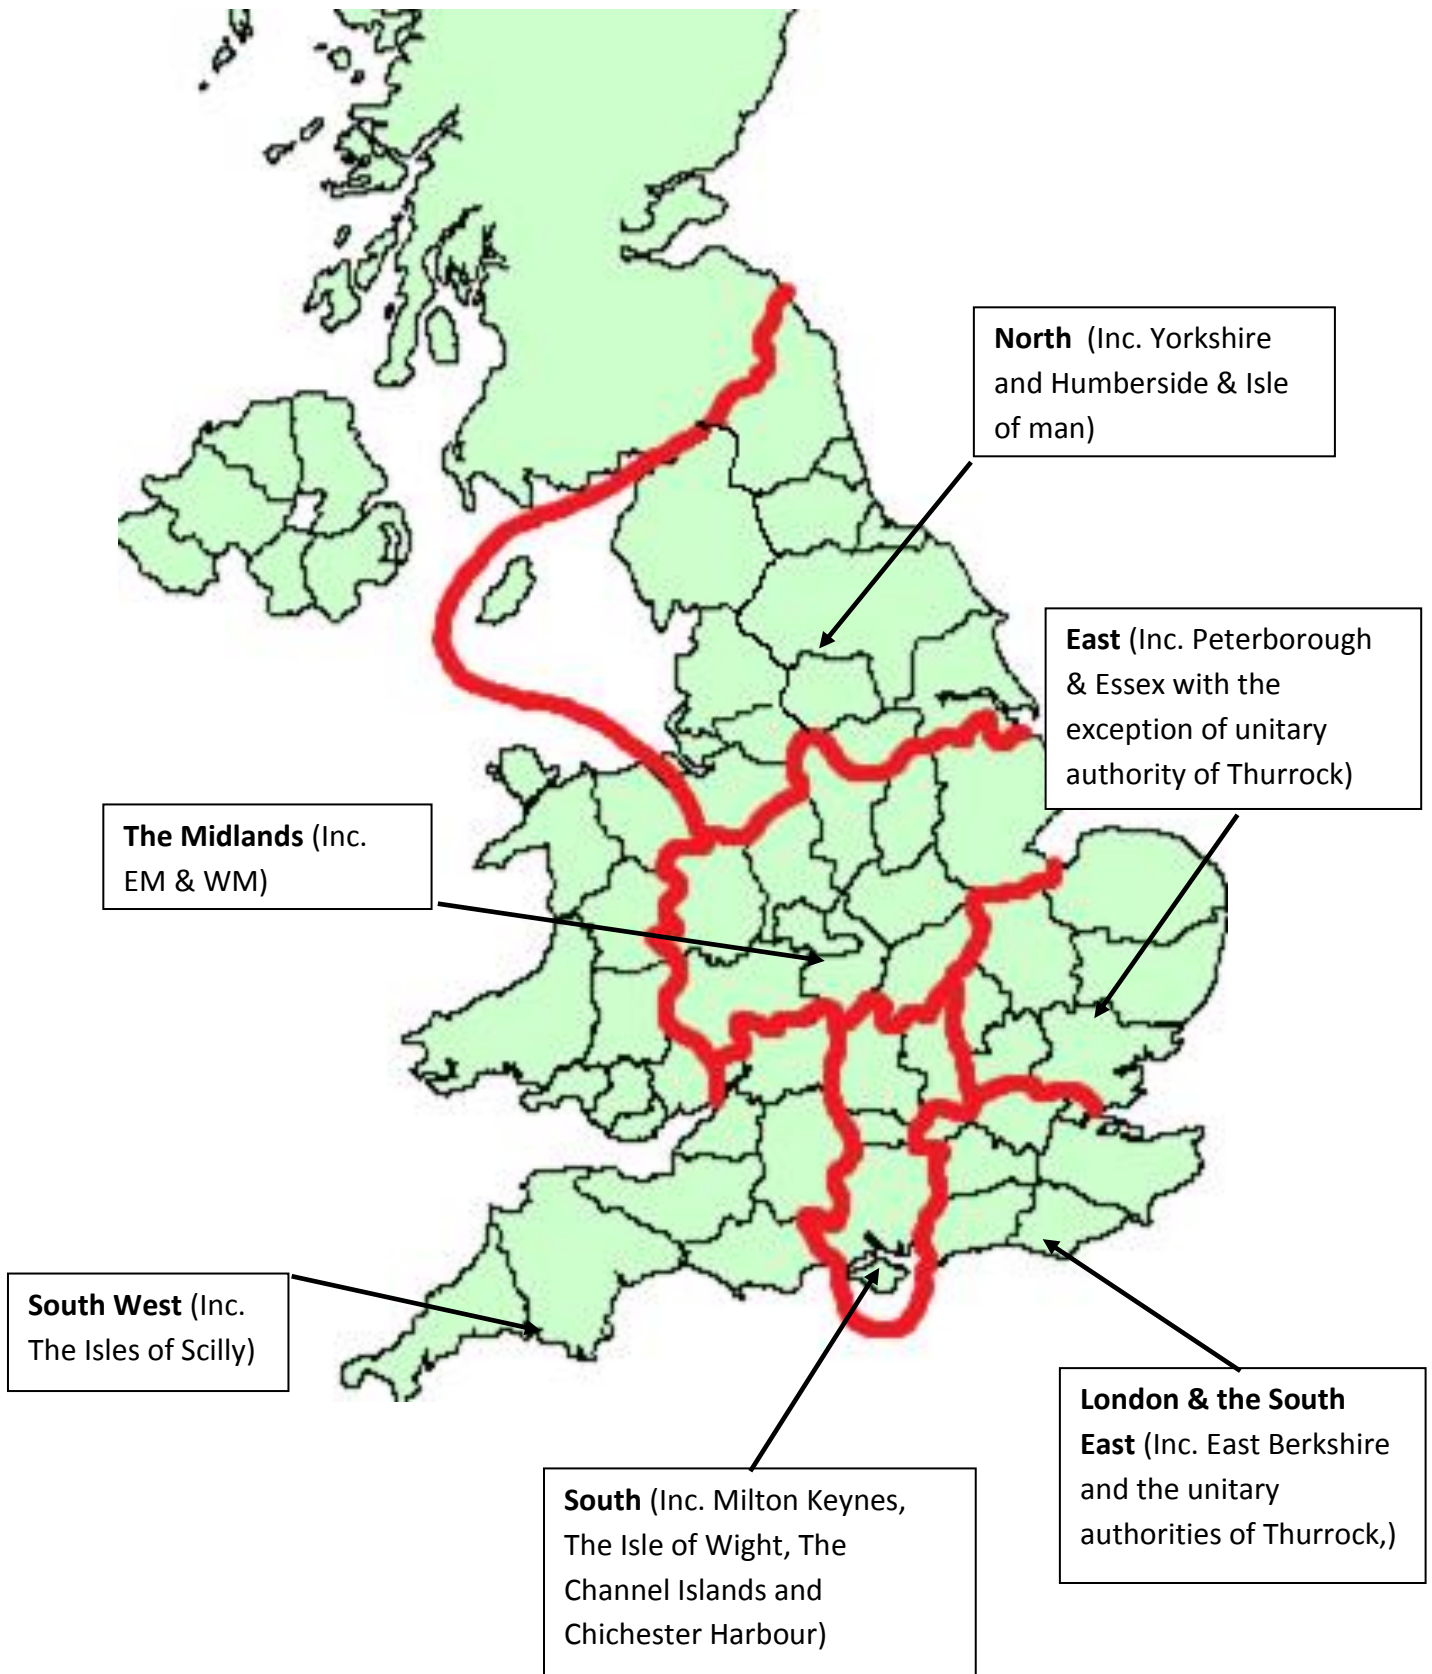 North (Inc. Yorkshire
and Humberside & Isle
of man)
East (Inc. Peterborough
& Essex with the
exception of unitary
authority of Thurrock)
The Midlands (Inc.
EM & WM)
South West (Inc.
The Isles of Scilly)
London & the South
East (Inc. East Berkshire
and the unitary
authorities of Thurrock,)
South (Inc. Milton Keynes,
The Isle of Wight, The
Channel Islands and
Chichester Harbour)